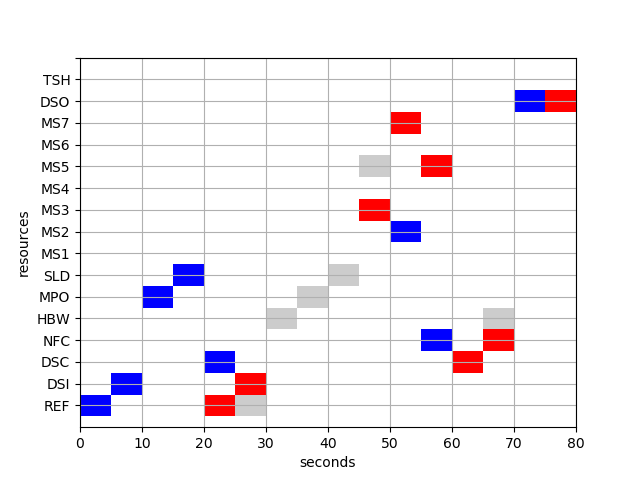 TSH
DSO
MS7
MS6
MS5
MS4
MS3
MS2
MS1
SLD
MPO
HBW
NFC
DSC
DSI
REF
resources
0 10 20 30 40 50 60 70 80
seconds